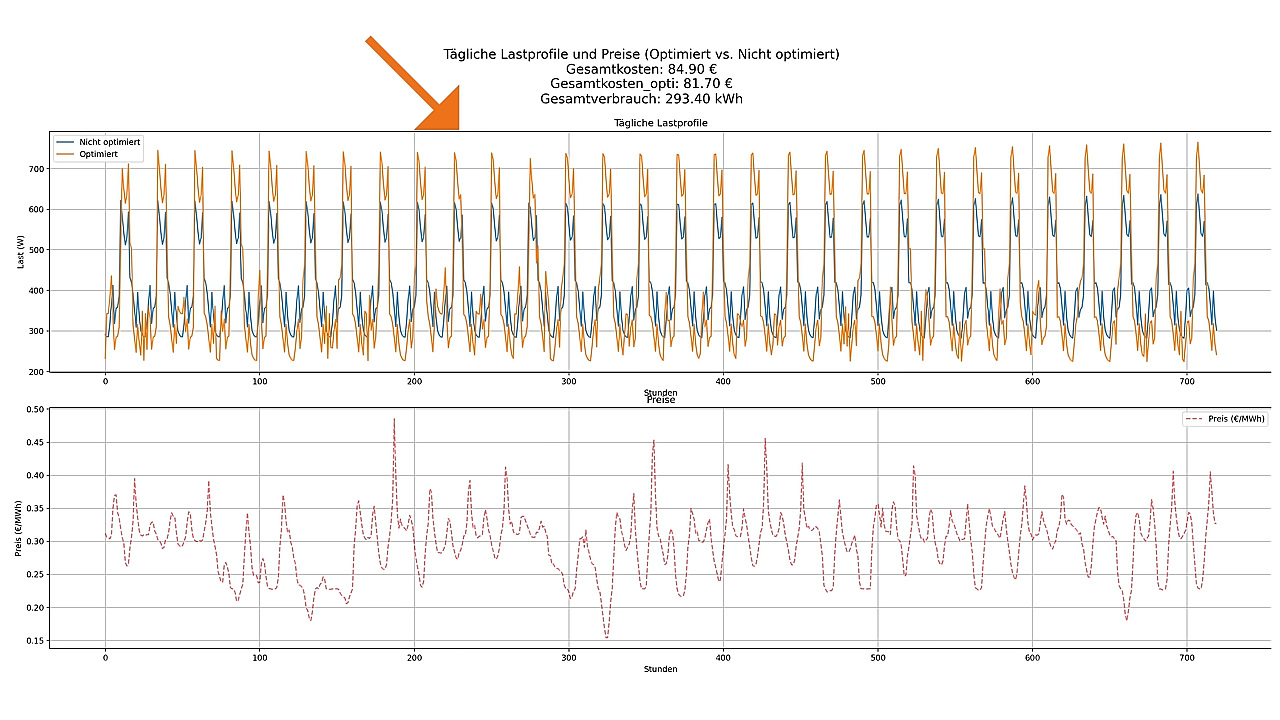 Tägliche Lastprofile und Preise (Optimiert vs. Nicht optimiert)
Gesamtkosten: 84.90 €
Gesamtkosten_opti: 81.70 €
Gesamtverbrauch: 293.40 kWh
Tägliche Lastprofile
Nicht optimiert
Optimiert
Last (W)
700
600
500
400
300
200
0 100 200 300 400 500 600 700
Stunden
Preise
Preis (€/MWh)
Preis (€/MWh)
0.50
0.45
0.40
0.35
0.30
0.25
0.20
0.15
0 100 200 300 400 500 600 700
Stunden